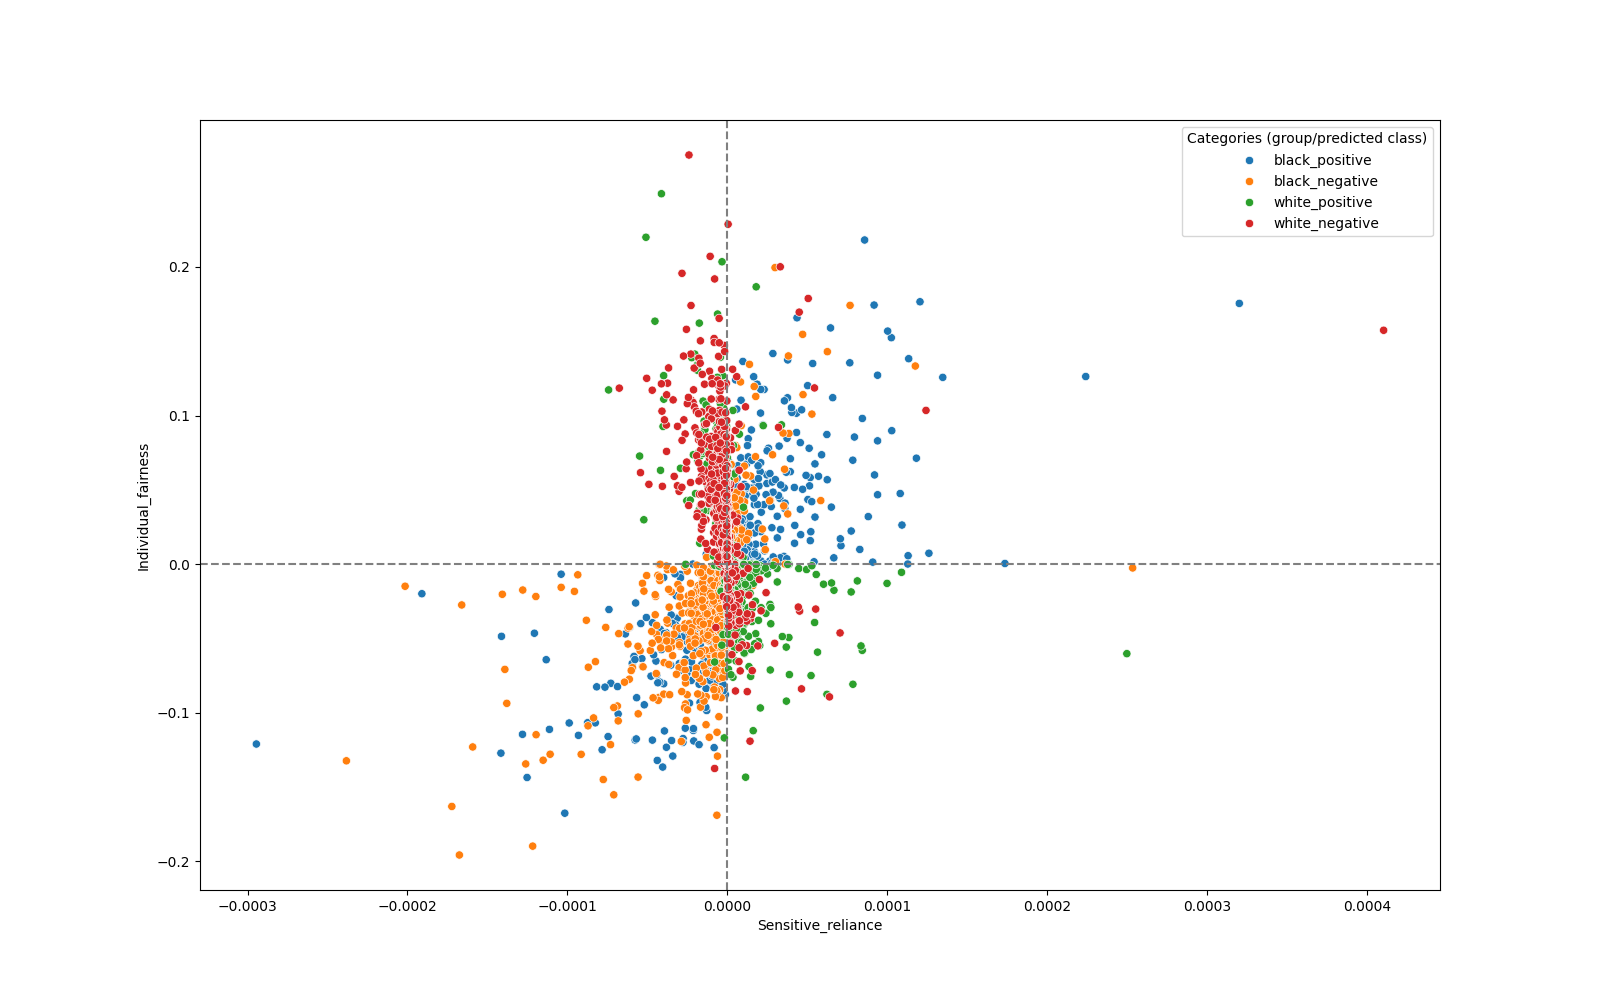 Categories (group/predicted class)
black_positive
black_negative
white_positive
white_negative
Individual_fairness
0.2
0.1
0.0
−0.1
−0.2
−0.0003 −0.0002 −0.0001 0.0000 0.0001 0.0002 0.0003 0.0004
Sensitive_reliance